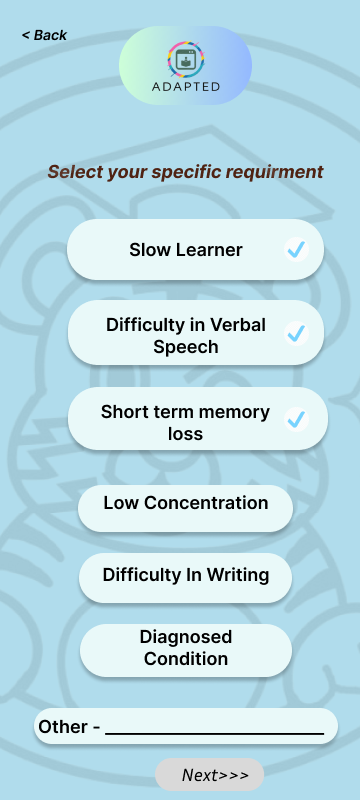 < Back
ADAPTED
Select your specific requirment
Slow Learner
Difficulty in Verbal
Speech
Short term memory
loss
Low Concentration
Difficulty In Writing
Diagnosed
Condition
Other - ______________________
Next>>>